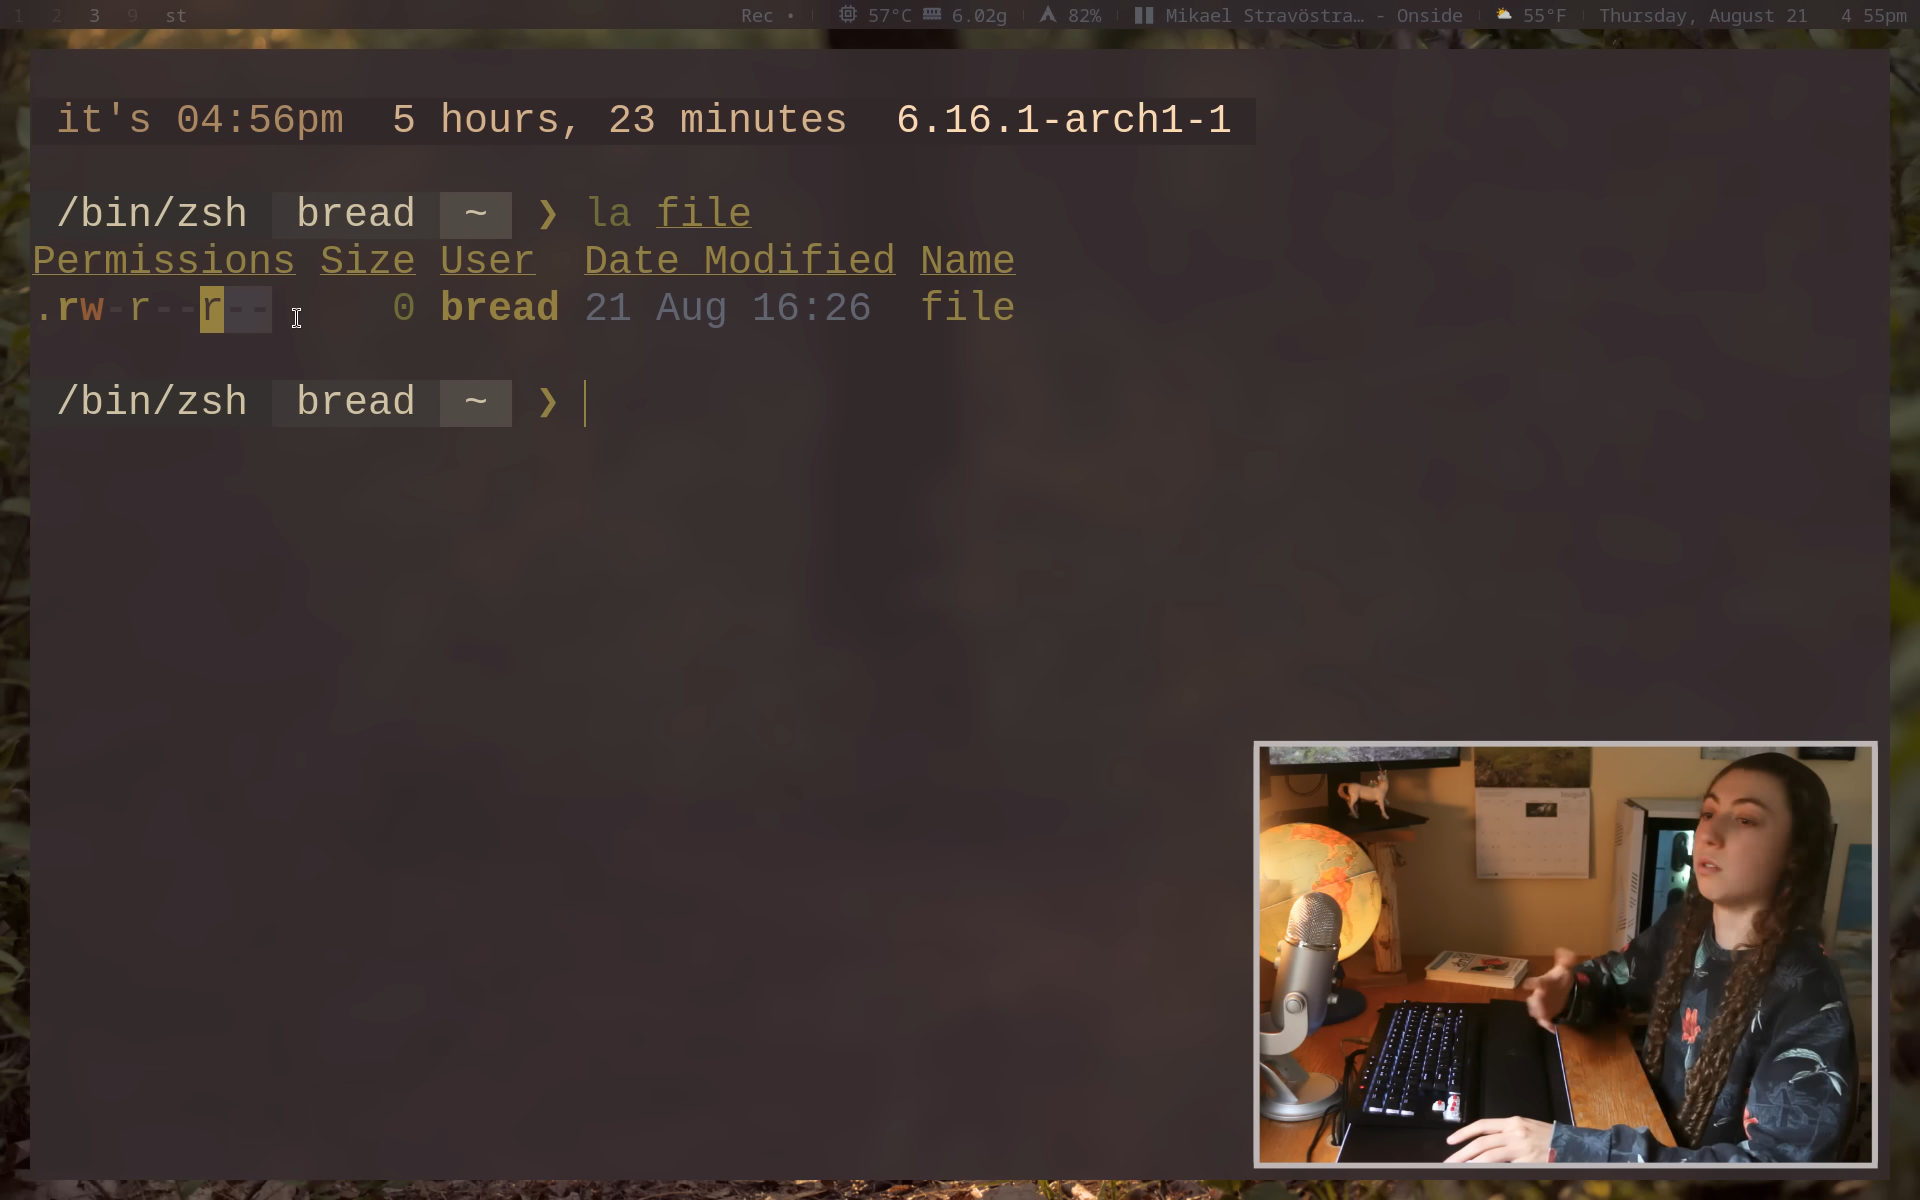 1 2 3 9 st Rec • 57°C 6.02g 82% Mikael Stravöstra… - Onside 55°F Thursday, August 21 4 55pm
it's 04:56pm 5 hours, 23 minutes 6.16.1-arch1-1
/bin/zsh bread ~ ❯ la file
Permissions Size User Date Modified Name
.rw-r--r-- 0 bread 21 Aug 16:26 file
/bin/zsh bread ~ ❯